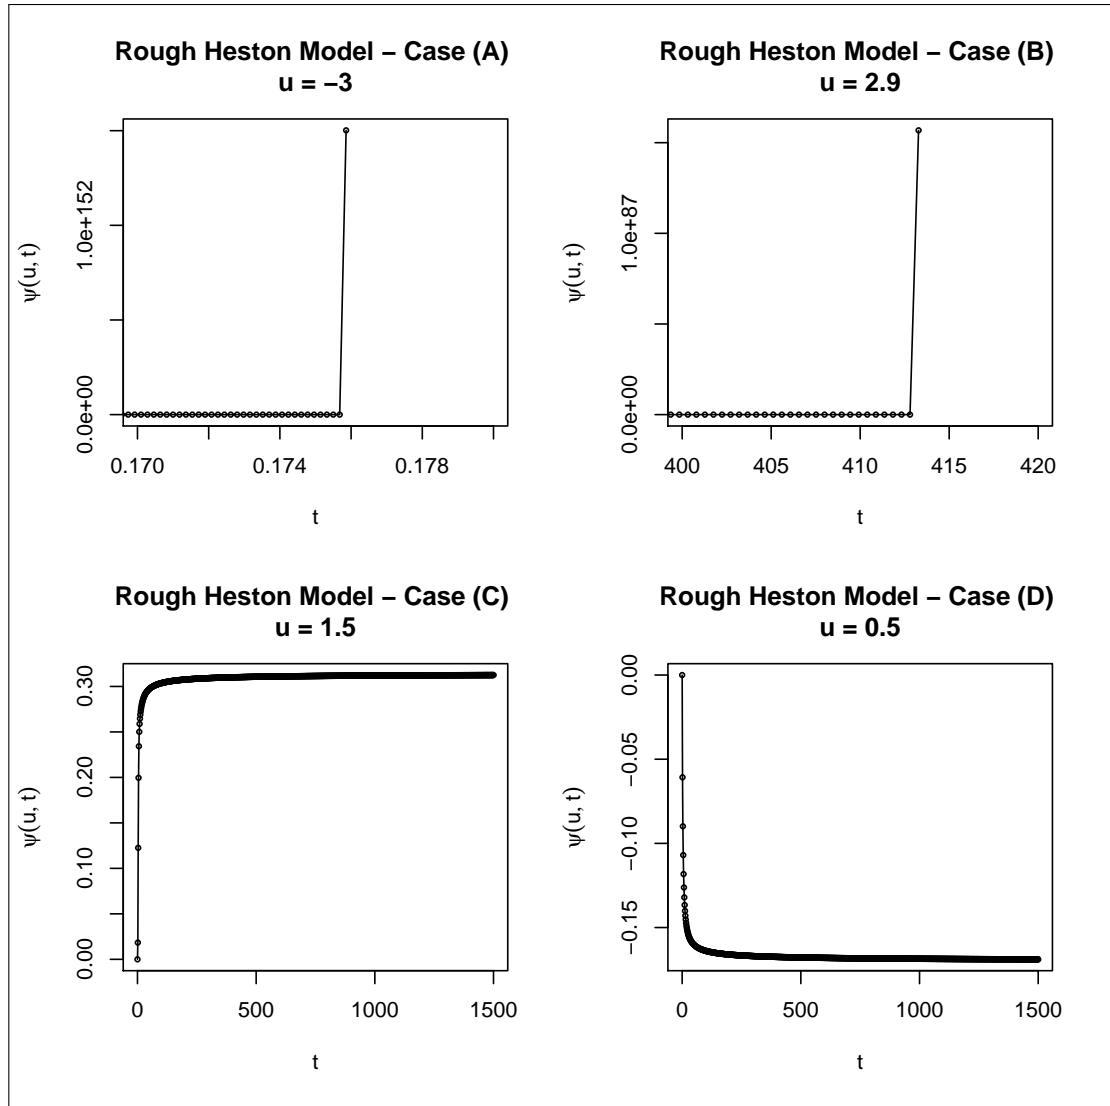 Rough Heston Model – Case (A)
u = −3
ψ(u, t)
0.0e+00
1.0e+152
0.170
0.174
0.178
t
Rough Heston Model – Case (B)
u = 2.9
ψ(u, t)
0.0e+00
1.0e+87
400
405
410
415
420
t
Rough Heston Model – Case (C)
u = 1.5
ψ(u, t)
0.00
0.10
0.20
0.30
0
500
1000
1500
t
Rough Heston Model – Case (D)
u = 0.5
ψ(u, t)
−0.15
−0.10
−0.05
0.00
0
500
1000
1500
t